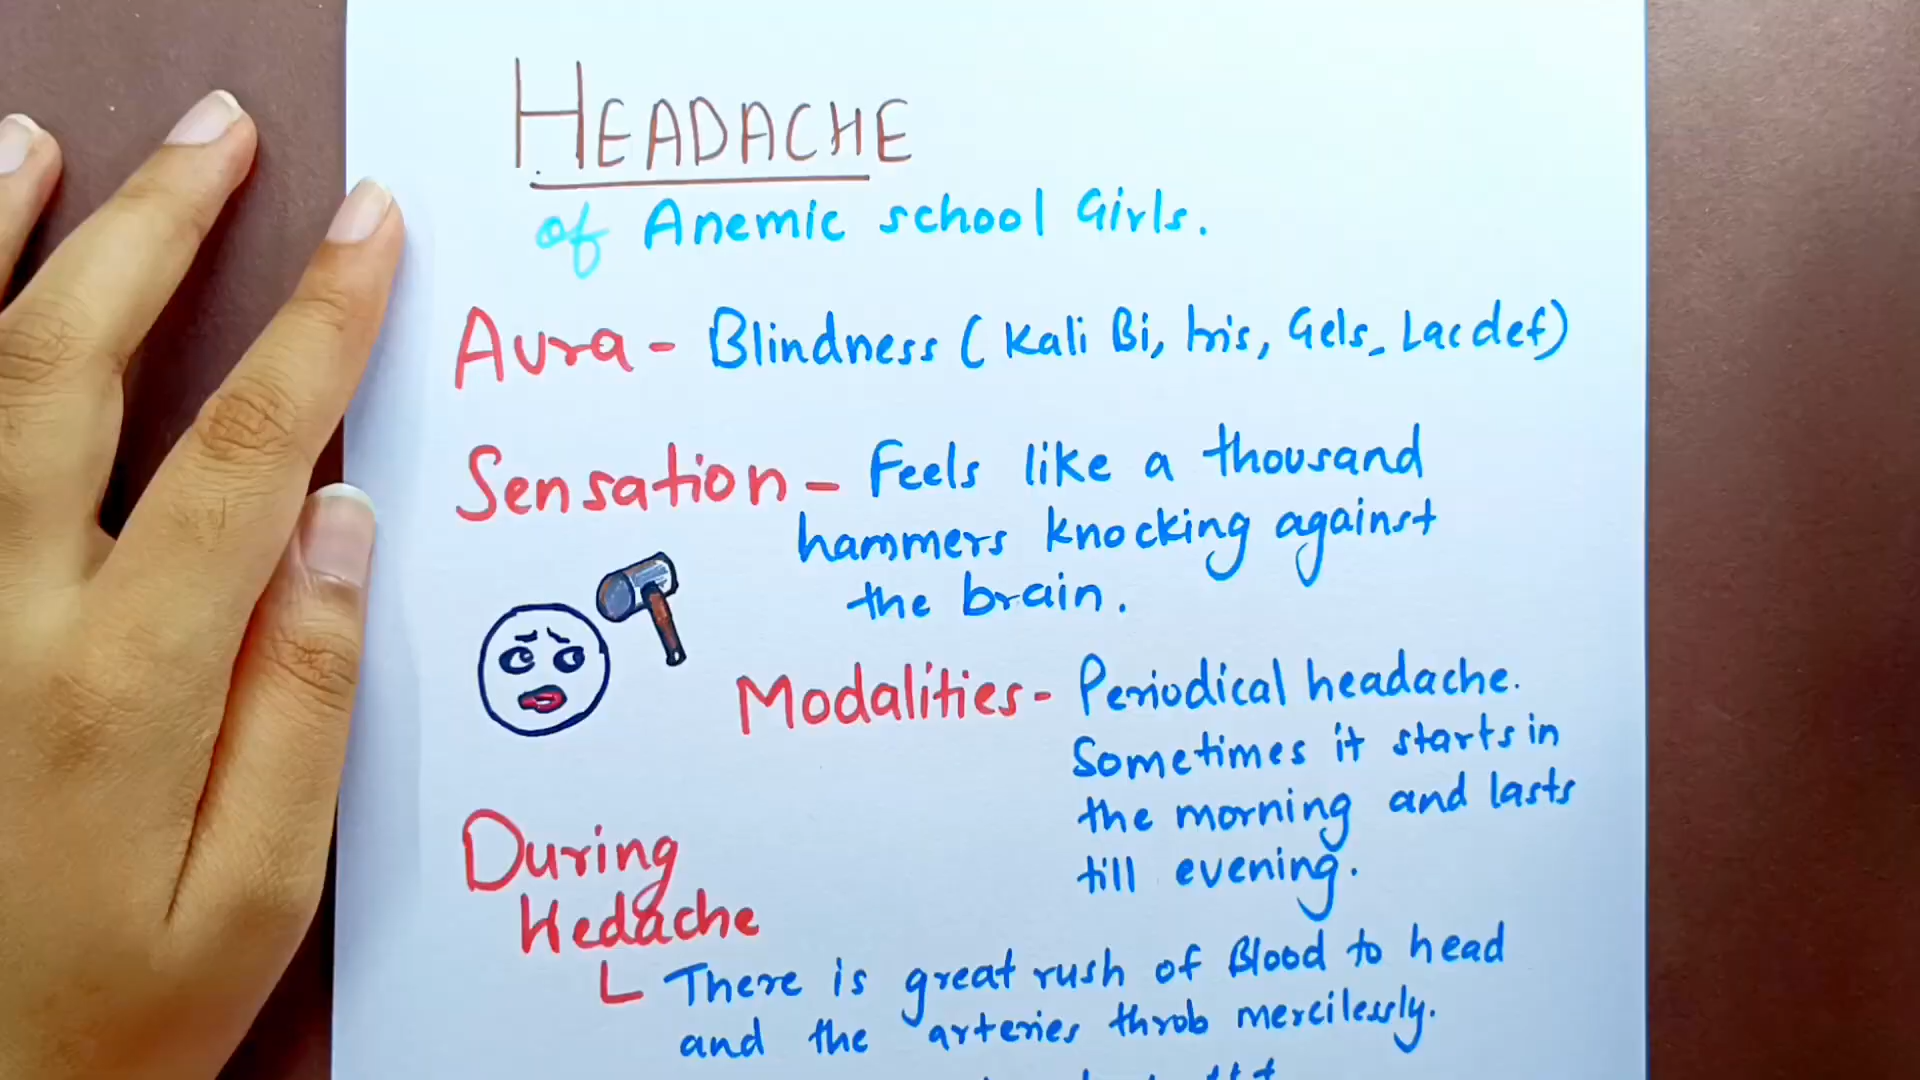 HEADACHE
of Anemic school Girls.
Aura - Blindness (Kali Bi, Iris, Gels, Lac def)
Sensation - Feels like a thousand
hammers knocking against
the brain.
Modalities - Periodical headache.
Sometimes it starts in
the morning and lasts
till evening.
During
Hedache
There is great rush of Blood to head
and the arteries throb mercilessly.